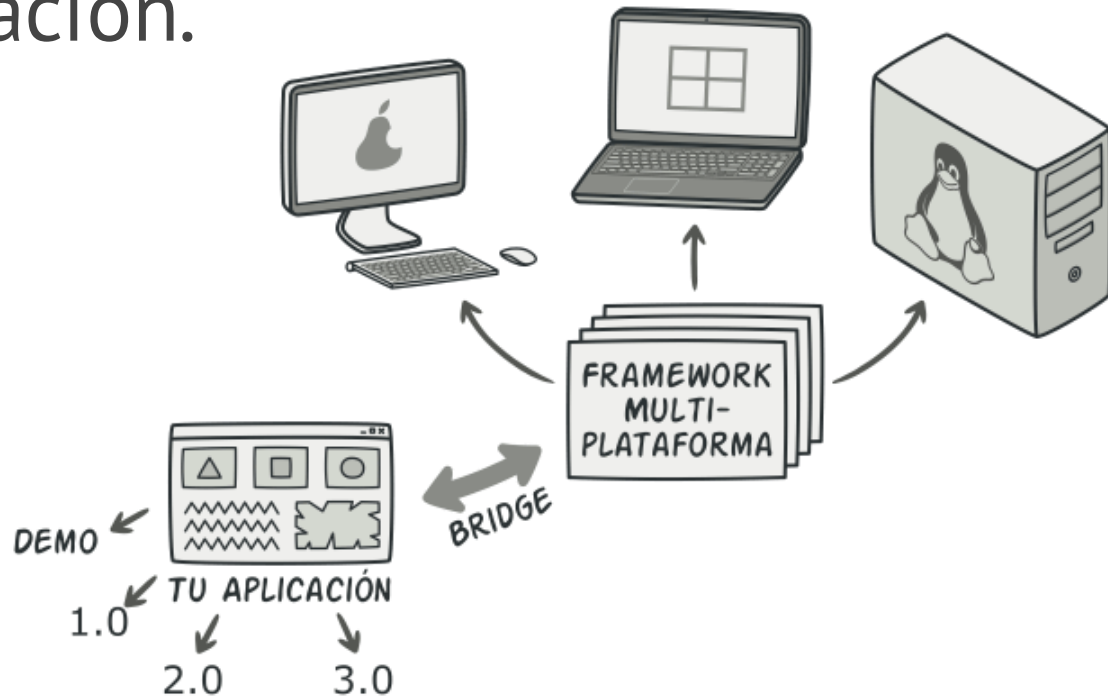 ación.
FRAMEWORK
MULTI-
PLATAFORMA
BRIDGE
DEMO
TU APLICACIÓN
1.0
2.0
3.0